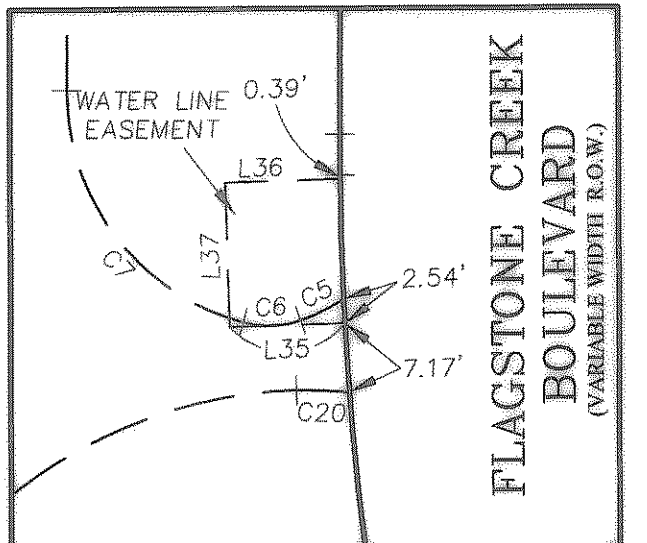 WATER LINE
EASEMENT
0.39'
L36
L37
C7
C6
C5
2.54'
L35
7.17'
C20
FLAGSTONE CREEK
BOULEVARD
(VARIABLE WIDTH R.O.W.)